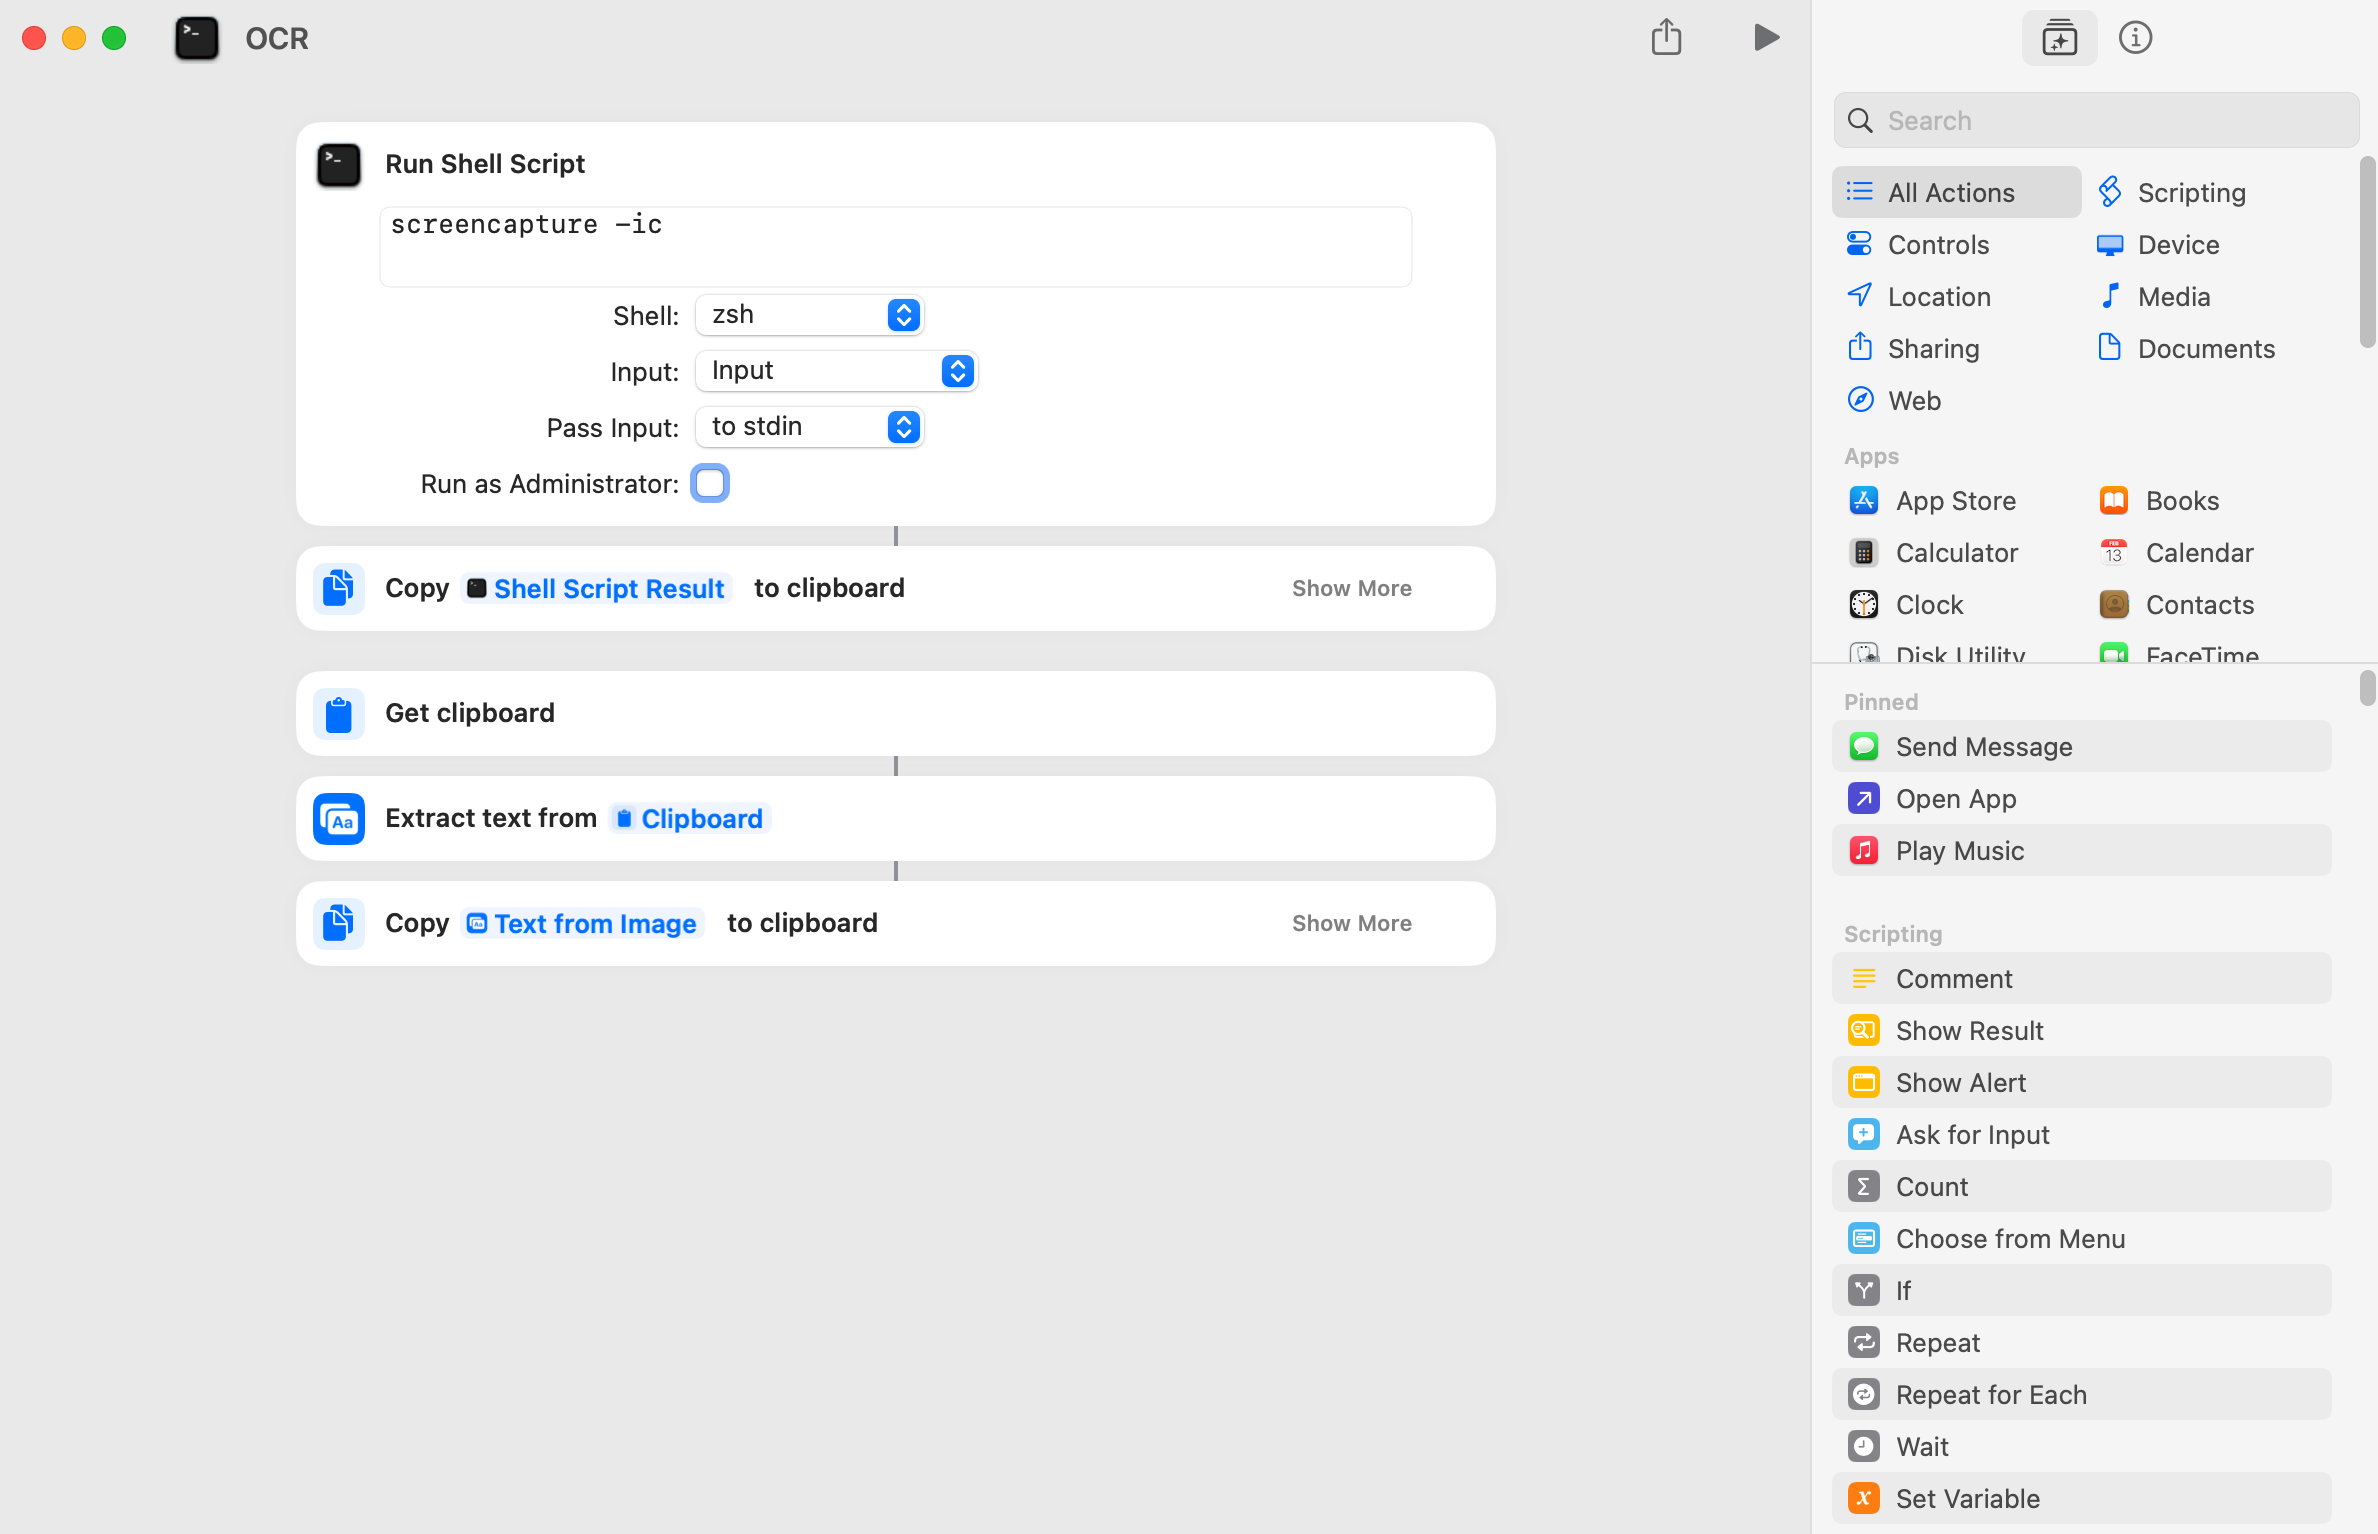 OCR
Run Shell Script
screencapture -ic
Shell: zsh
Input: Input
Pass Input: to stdin
Run as Administrator:
Copy Shell Script Result to clipboard Show More
Get clipboard
Extract text from Clipboard
Copy Text from Image to clipboard Show More
Search
All Actions Scripting
Controls Device
Location Media
Sharing Documents
Web
Apps
App Store Books
Calculator Calendar
Clock Contacts
Disk Utility FaceTime
Pinned
Send Message
Open App
Play Music
Scripting
Comment
Show Result
Show Alert
Ask for Input
Count
Choose from Menu
If
Repeat
Repeat for Each
Wait
Set Variable